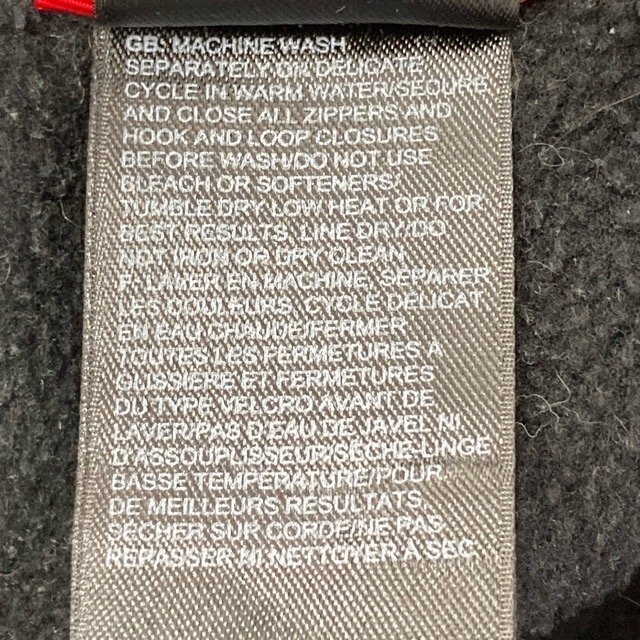 GB: MACHINE WASH
SEPARATELY ON DELICATE
CYCLE IN WARM WATER/SECURE
AND CLOSE ALL ZIPPERS AND
HOOK AND LOOP CLOSURES
BEFORE WASH/DO NOT USE
BLEACH OR SOFTENERS/
TUMBLE DRY LOW HEAT OR FOR
BEST RESULTS, LINE DRY/DO
NOT IRON OR DRY CLEAN
F: LAVER EN MACHINE, SEPARER
LES COULEURS, CYCLE DELICAT
EN EAU CHAUDE/FERMER
TOUTES LES FERMETURES A
GLISSIERE ET FERMETURES
DU TYPE VELCRO AVANT DE
LAVER/PAS D'EAU DE JAVEL NI
D'ASSOUPLISSEUR/SECHE-LINGE
BASSE TEMPERATURE/POUR
DE MEILLEURS RESULTATS,
SECHER SUR CORDE/NE PAS
REPASSER NI NETTOYER A SEC